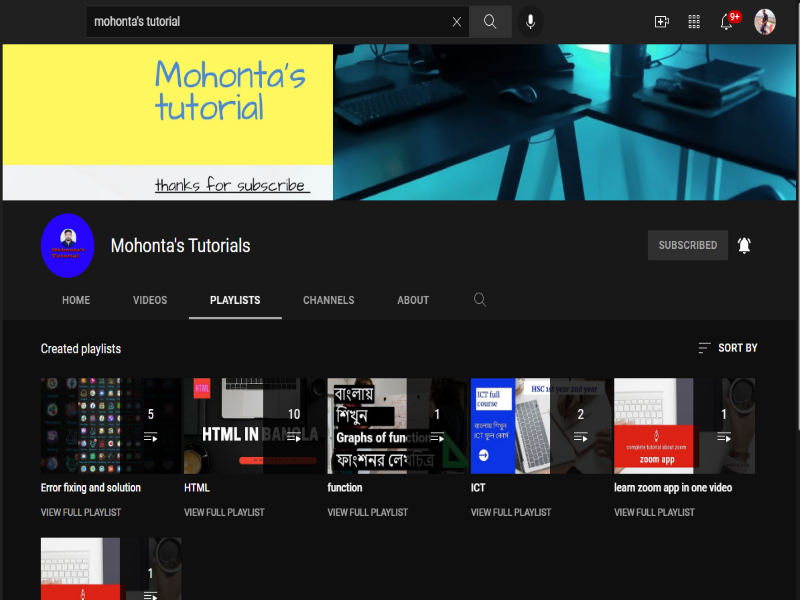 mohonta's tutorial
9+
Mohonta's
tutorial
thanks for subscribe
Mohonta's Tutorials
SUBSCRIBED
HOME VIDEOS PLAYLISTS CHANNELS ABOUT
Created playlists
SORT BY
5
HTML
HTML IN BANGLA
10
বাংলায়
শিখুন
Graphs of function
ফাংশনর লেখচিত্র
1
HSC 1st year 2nd year
ICT full
course
বাংলায় শিখুন
ICT ফুল কোর্স
2
complete tutorial about zoom
zoom app
1
Error fixing and solution
HTML
function
ICT
learn zoom app in one video
VIEW FULL PLAYLIST
VIEW FULL PLAYLIST
VIEW FULL PLAYLIST
VIEW FULL PLAYLIST
VIEW FULL PLAYLIST
1